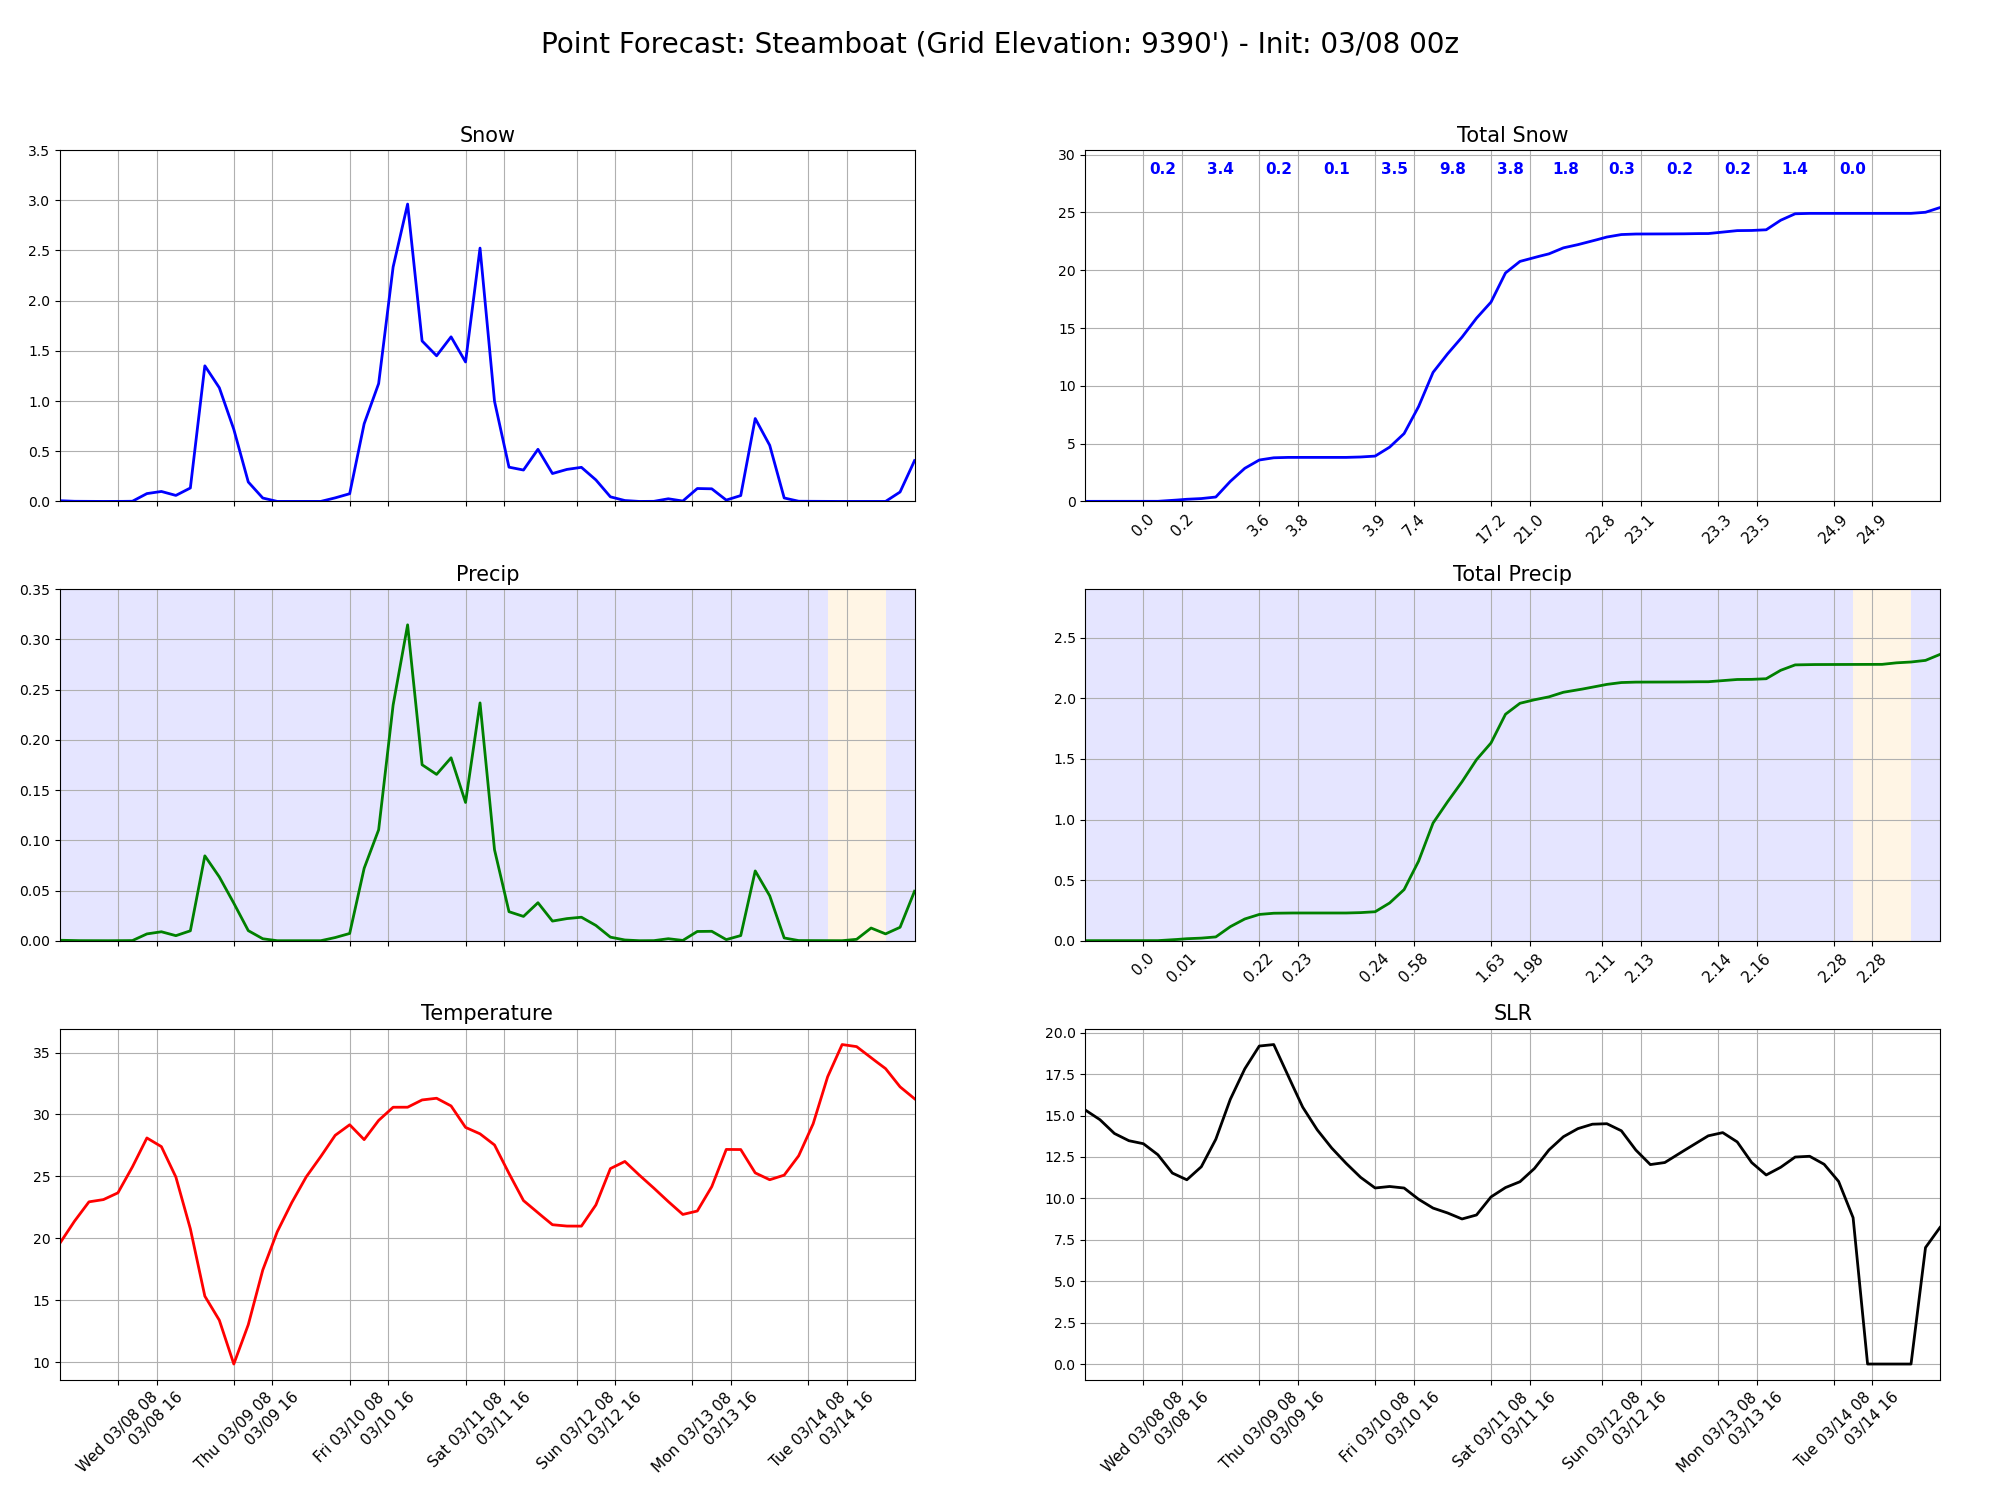 Point Forecast: Steamboat (Grid Elevation: 9390') - Init: 03/08 00z
Snow
3.5
3.0
2.5
2.0
1.5
1.0
0.5
0.0
Total Snow
0.2 3.4 0.2 0.1 3.5 9.8 3.8 1.8 0.3 0.2 0.2 1.4 0.0
30
25
20
15
10
5
0
0.0 0.2 3.6 3.8 3.9 7.4 17.2 21.0 22.8 23.1 23.3 23.5 24.9 24.9
Precip
0.35
0.30
0.25
0.20
0.15
0.10
0.05
0.00
Total Precip
2.5
2.0
1.5
1.0
0.5
0.0
0.0 0.01 0.22 0.23 0.24 0.58 1.63 1.98 2.11 2.13 2.14 2.16 2.28 2.28
Temperature
35
30
25
20
15
10
Wed 03/08 08
03/08 16
Thu 03/09 08
03/09 16
Fri 03/10 08
03/10 16
Sat 03/11 08
03/11 16
Sun 03/12 08
03/12 16
Mon 03/13 08
03/13 16
Tue 03/14 08
03/14 16
SLR
20.0
17.5
15.0
12.5
10.0
7.5
5.0
2.5
0.0
Wed 03/08 08
03/08 16
Thu 03/09 08
03/09 16
Fri 03/10 08
03/10 16
Sat 03/11 08
03/11 16
Sun 03/12 08
03/12 16
Mon 03/13 08
03/13 16
Tue 03/14 08
03/14 16